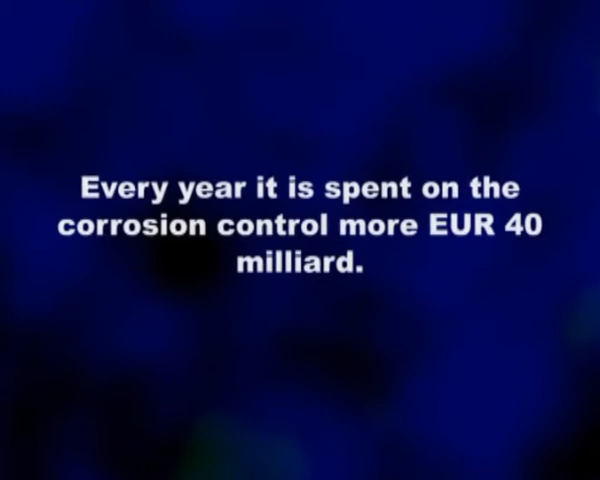 Every year it is spent on the
corrosion control more EUR 40
milliard.